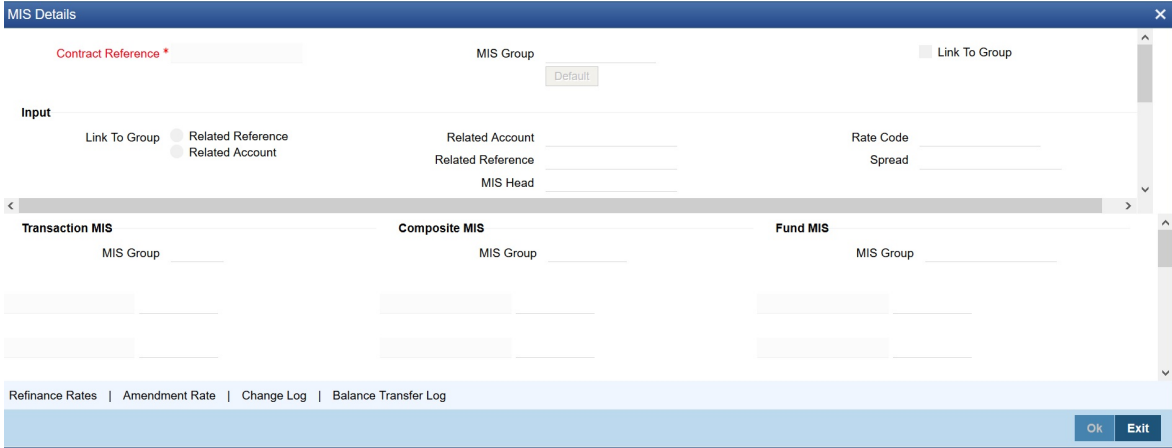 MIS Details
Contract Reference * MIS Group Link To Group
Default
Input
Link To Group Related Reference Related Account Rate Code
Related Account Related Reference Spread
MIS Head
Transaction MIS Composite MIS Fund MIS
MIS Group MIS Group MIS Group
Refinance Rates | Amendment Rate | Change Log | Balance Transfer Log
Ok Exit